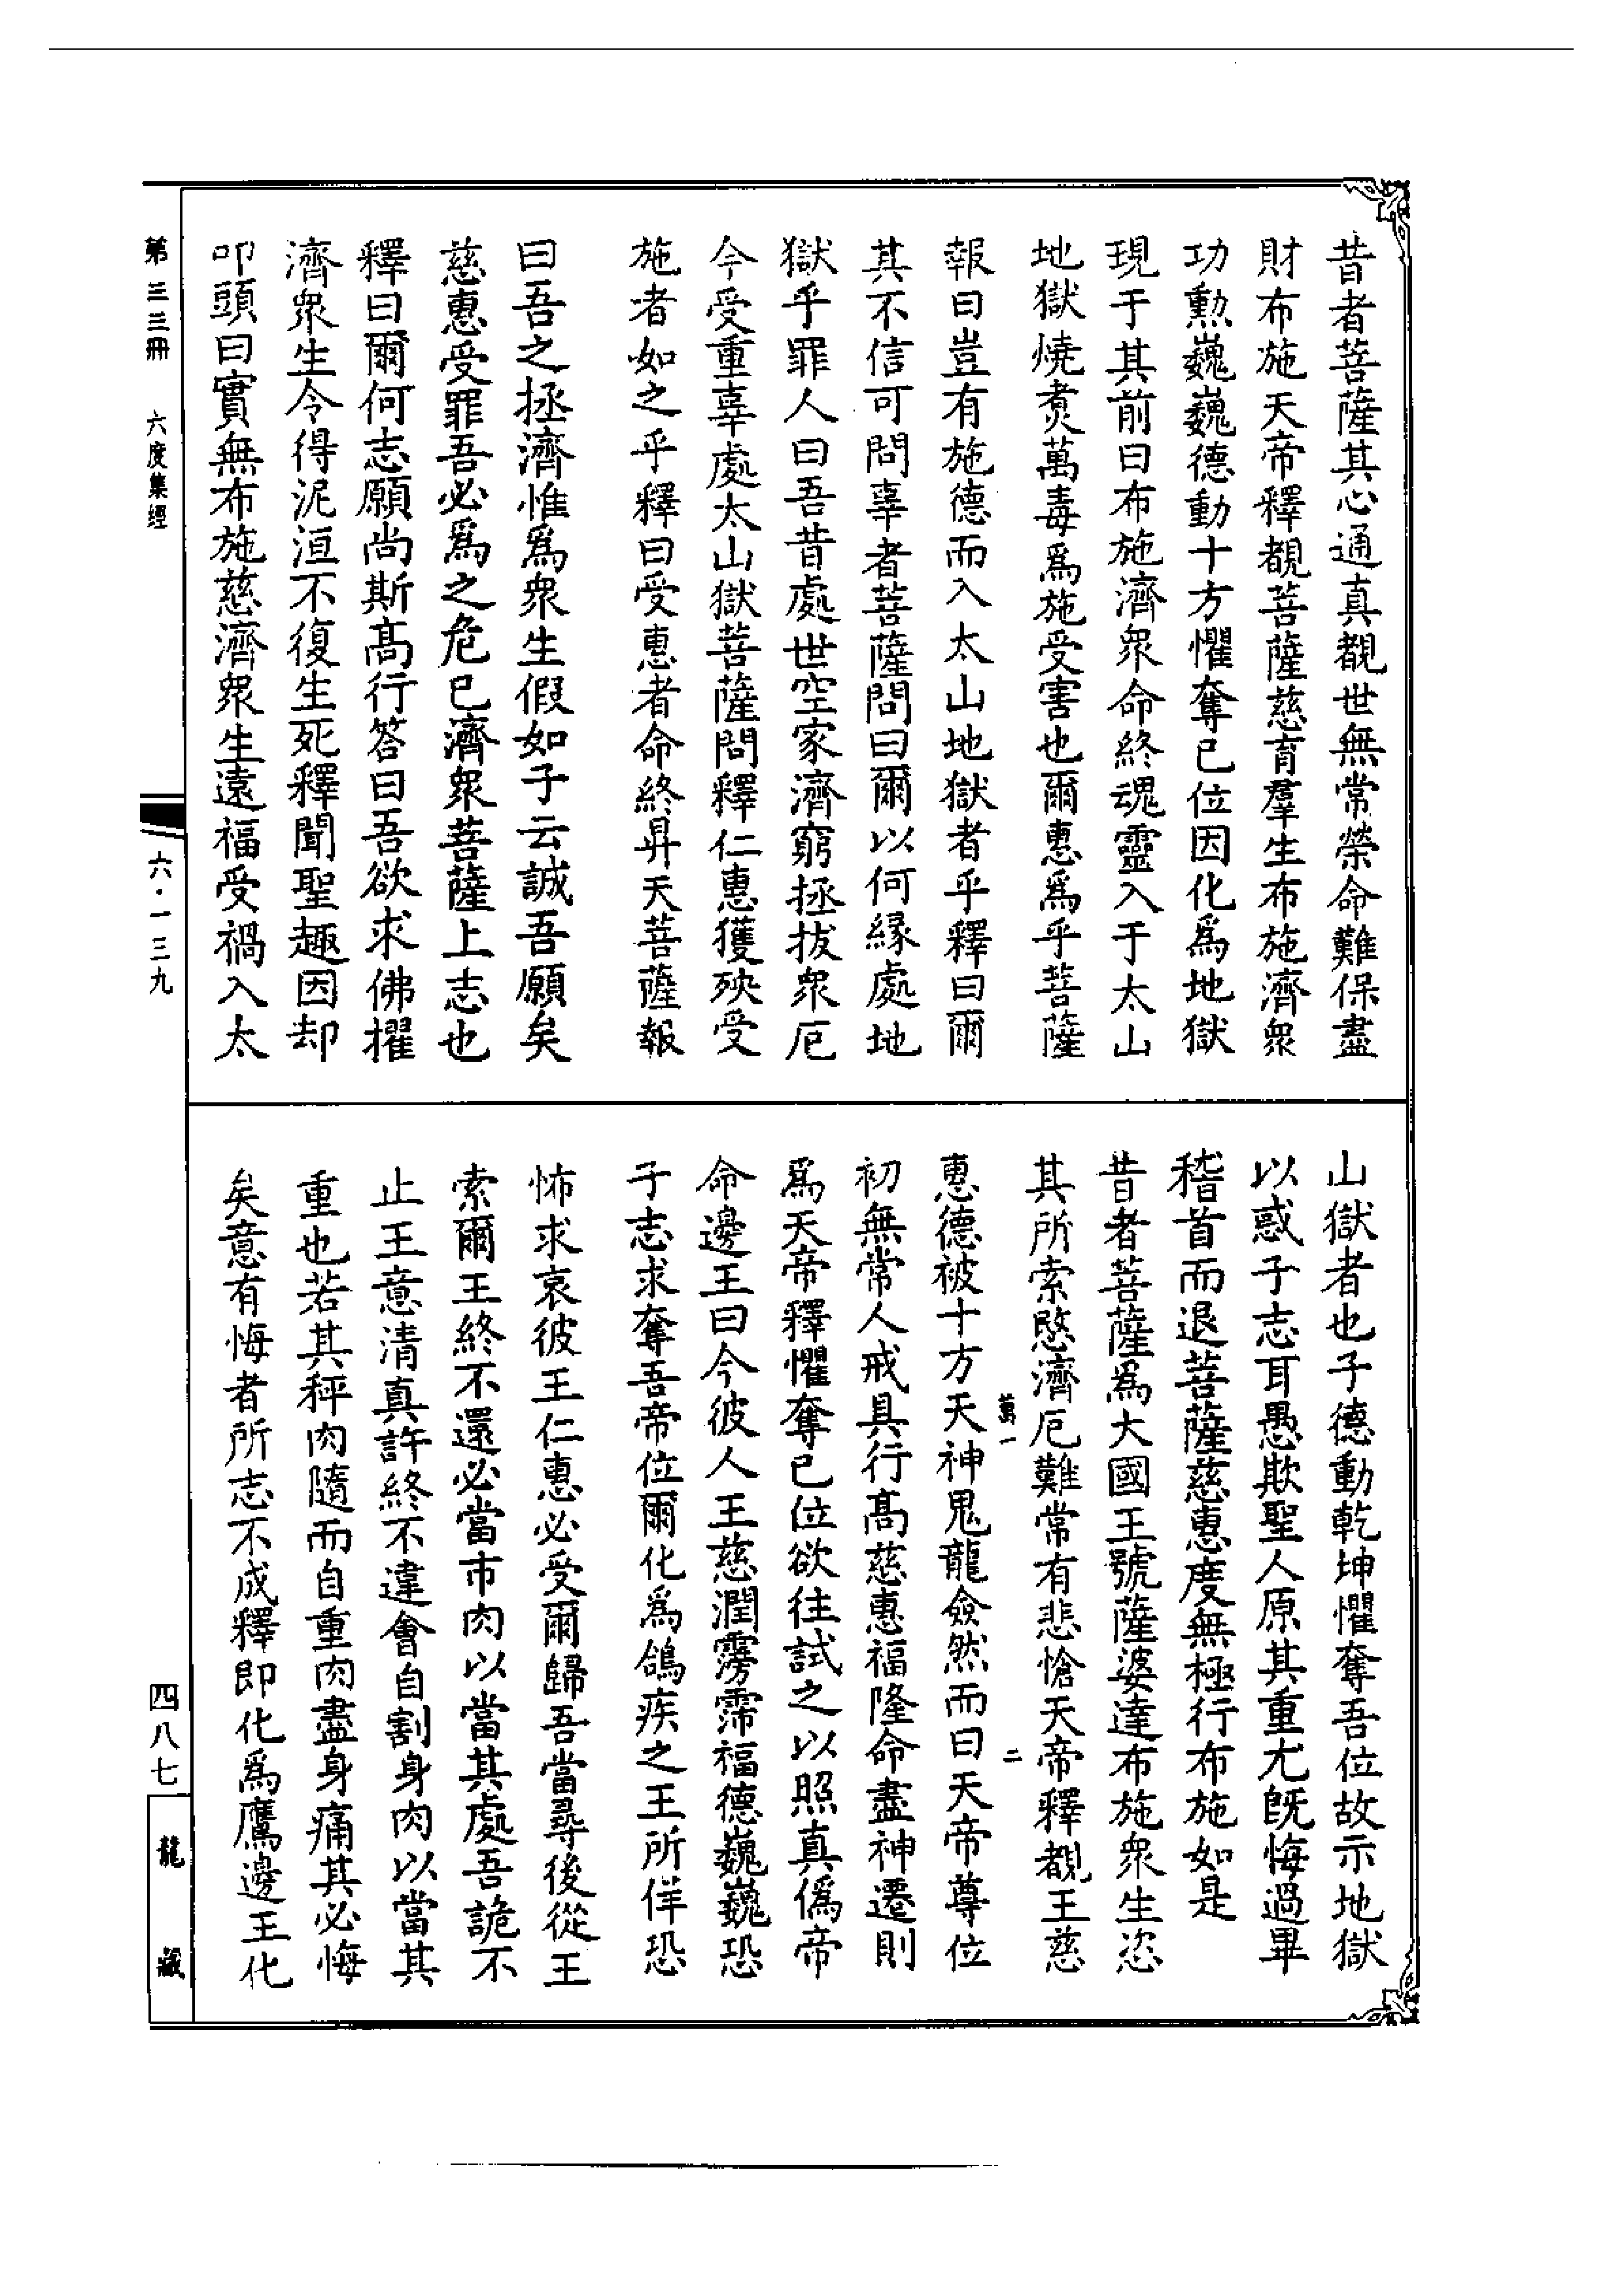 昔者菩薩其心通真覩世無常榮命難保盡
財布施天帝釋覩菩薩慈育羣生布施濟衆
功勲巍巍德動十方懼奪已位因化爲地獄
現于其前曰布施濟衆命終魂靈入于太山
地獄燒煑萬毒爲施受害也爾惠爲乎菩薩
報曰豈有施德而入太山地獄者乎釋曰爾
其不信可問辜者菩薩問曰爾以何緣處地
獄乎罪人曰吾昔處世空家濟窮拯拔衆厄
今受重辜處太山獄菩薩問釋仁惠獲殃受
施者如之乎釋曰受惠者命終昇天菩薩報
曰吾之拯濟惟爲衆生假如子云誠吾願矣
慈惠受罪吾必爲之危已濟衆菩薩上志也
釋曰爾何志願尚斯高行答曰吾欲求佛擢
濟衆生令得泥洹不復生死釋聞聖趣因却
叩頭曰實無布施慈濟衆生遠福受禍入太
山獄者也子德動乾坤懼奪吾位故示地獄
以惑子志耳愚欺聖人原其重尤旣悔過畢
稽首而退菩薩慈惠度無極行布施如是
昔者菩薩爲大國王號薩婆達布施衆生恣
其所索愍濟厄難常有悲愴天帝釋覩王慈
惠德被十方天神鬼龍僉然而曰天帝尊位
初無常人戒具行高慈惠福隆命盡神遷則
爲天帝釋懼奪已位欲往試之以照真僞帝
命邊王曰今彼人王慈潤霶霈福德巍巍恐
子志求奪吾帝位爾化爲鴿疾之王所佯恐
怖求哀彼王仁惠必受爾歸吾當尋後從王
索爾王終不還必當市肉以當其處吾詭不
止王意清真許終不違會自割身肉以當其
重也若其秤肉隨而自重肉盡身痛其必悔
矣意有悔者所志不成釋即化爲鷹邊王化
萬一
二
第三三冊　六度集經
六·一三九
四八七
龍藏